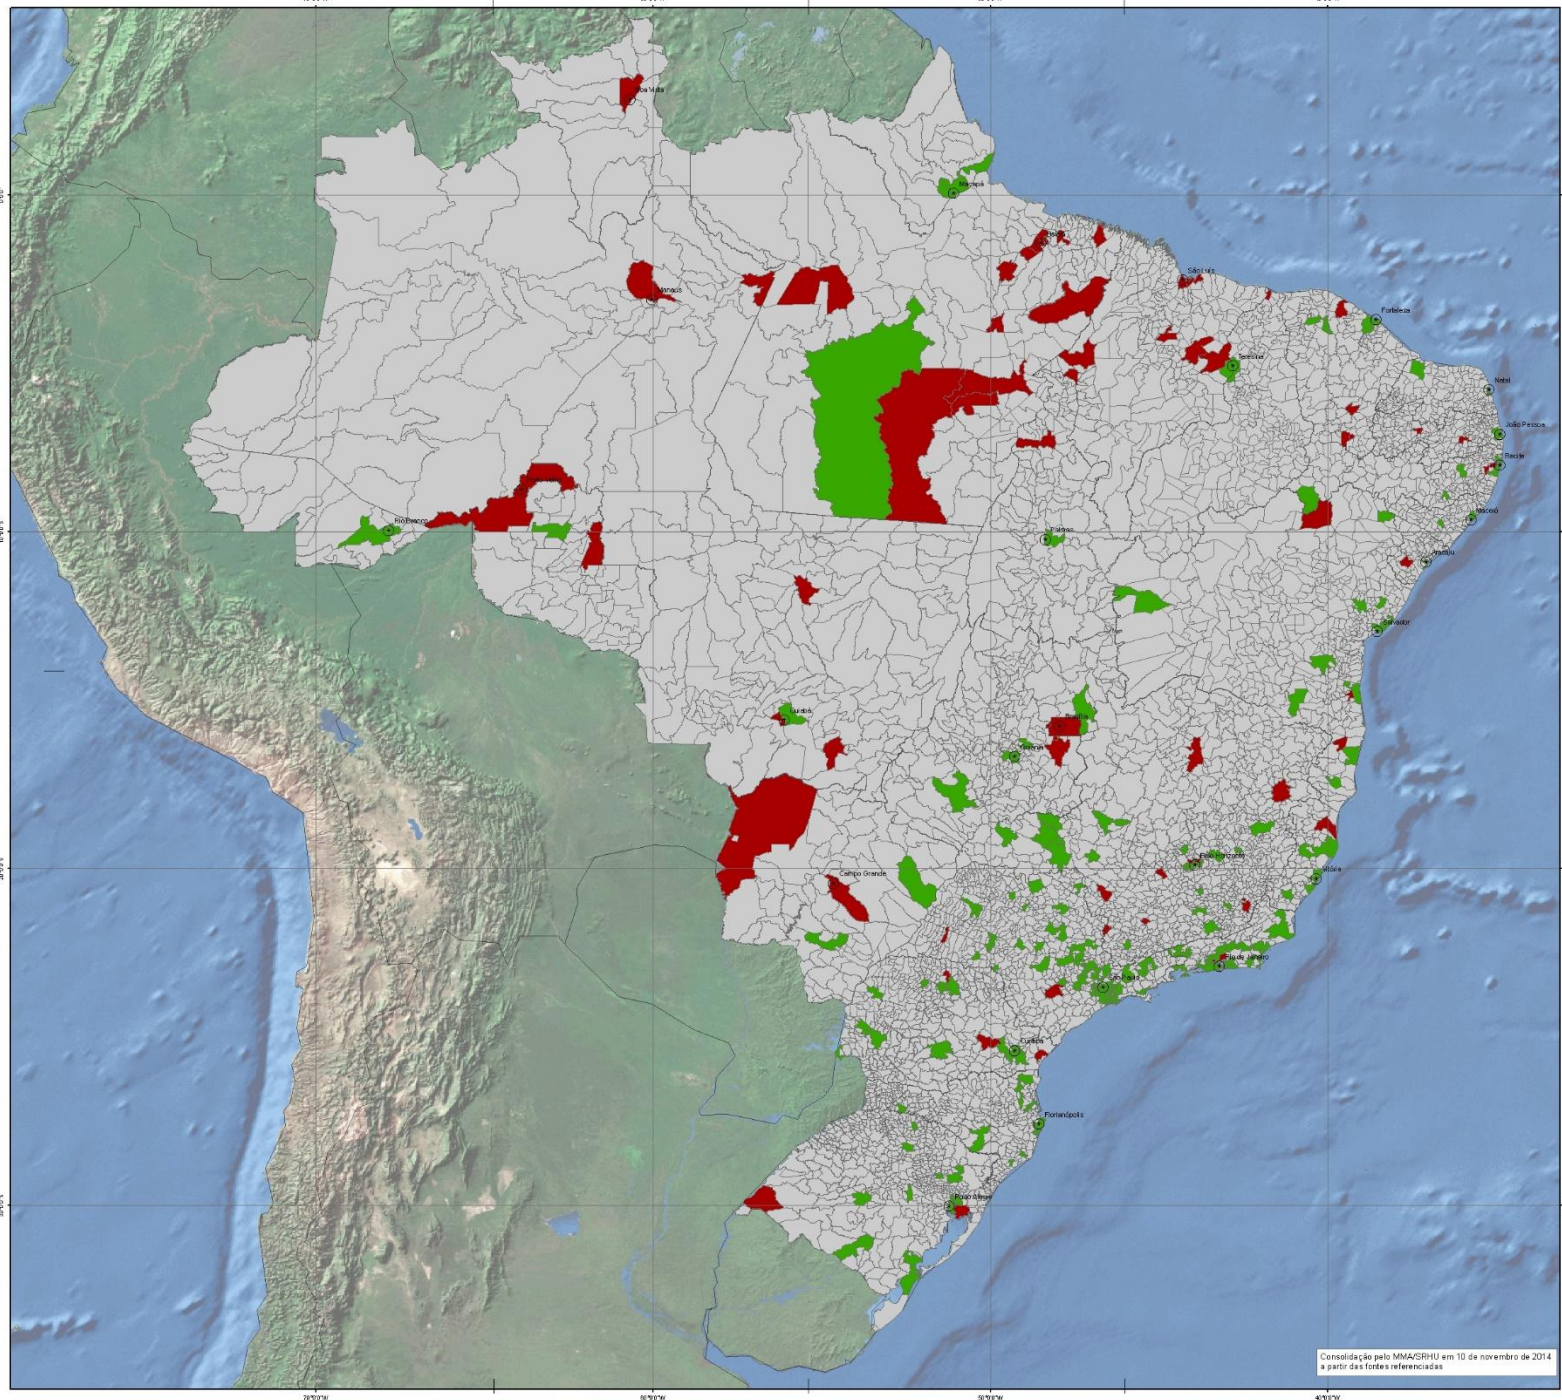 Boa Vista
Macapá
Belém
São Luís
Manaus
Fortaleza
Teresina
Natal
João Pessoa
Recife
Maceió
Rio Branco
Palmas
Aracaju
Salvador
Cuiabá
Brasília
Goiânia
Belo Horizonte
Campo Grande
Vitória
Rio de Janeiro
São Paulo
Curitiba
Florianópolis
Porto Alegre
Consolidação pelo MMA/SRHU em 10 de novembro de 2014
a partir das fontes referenciadas